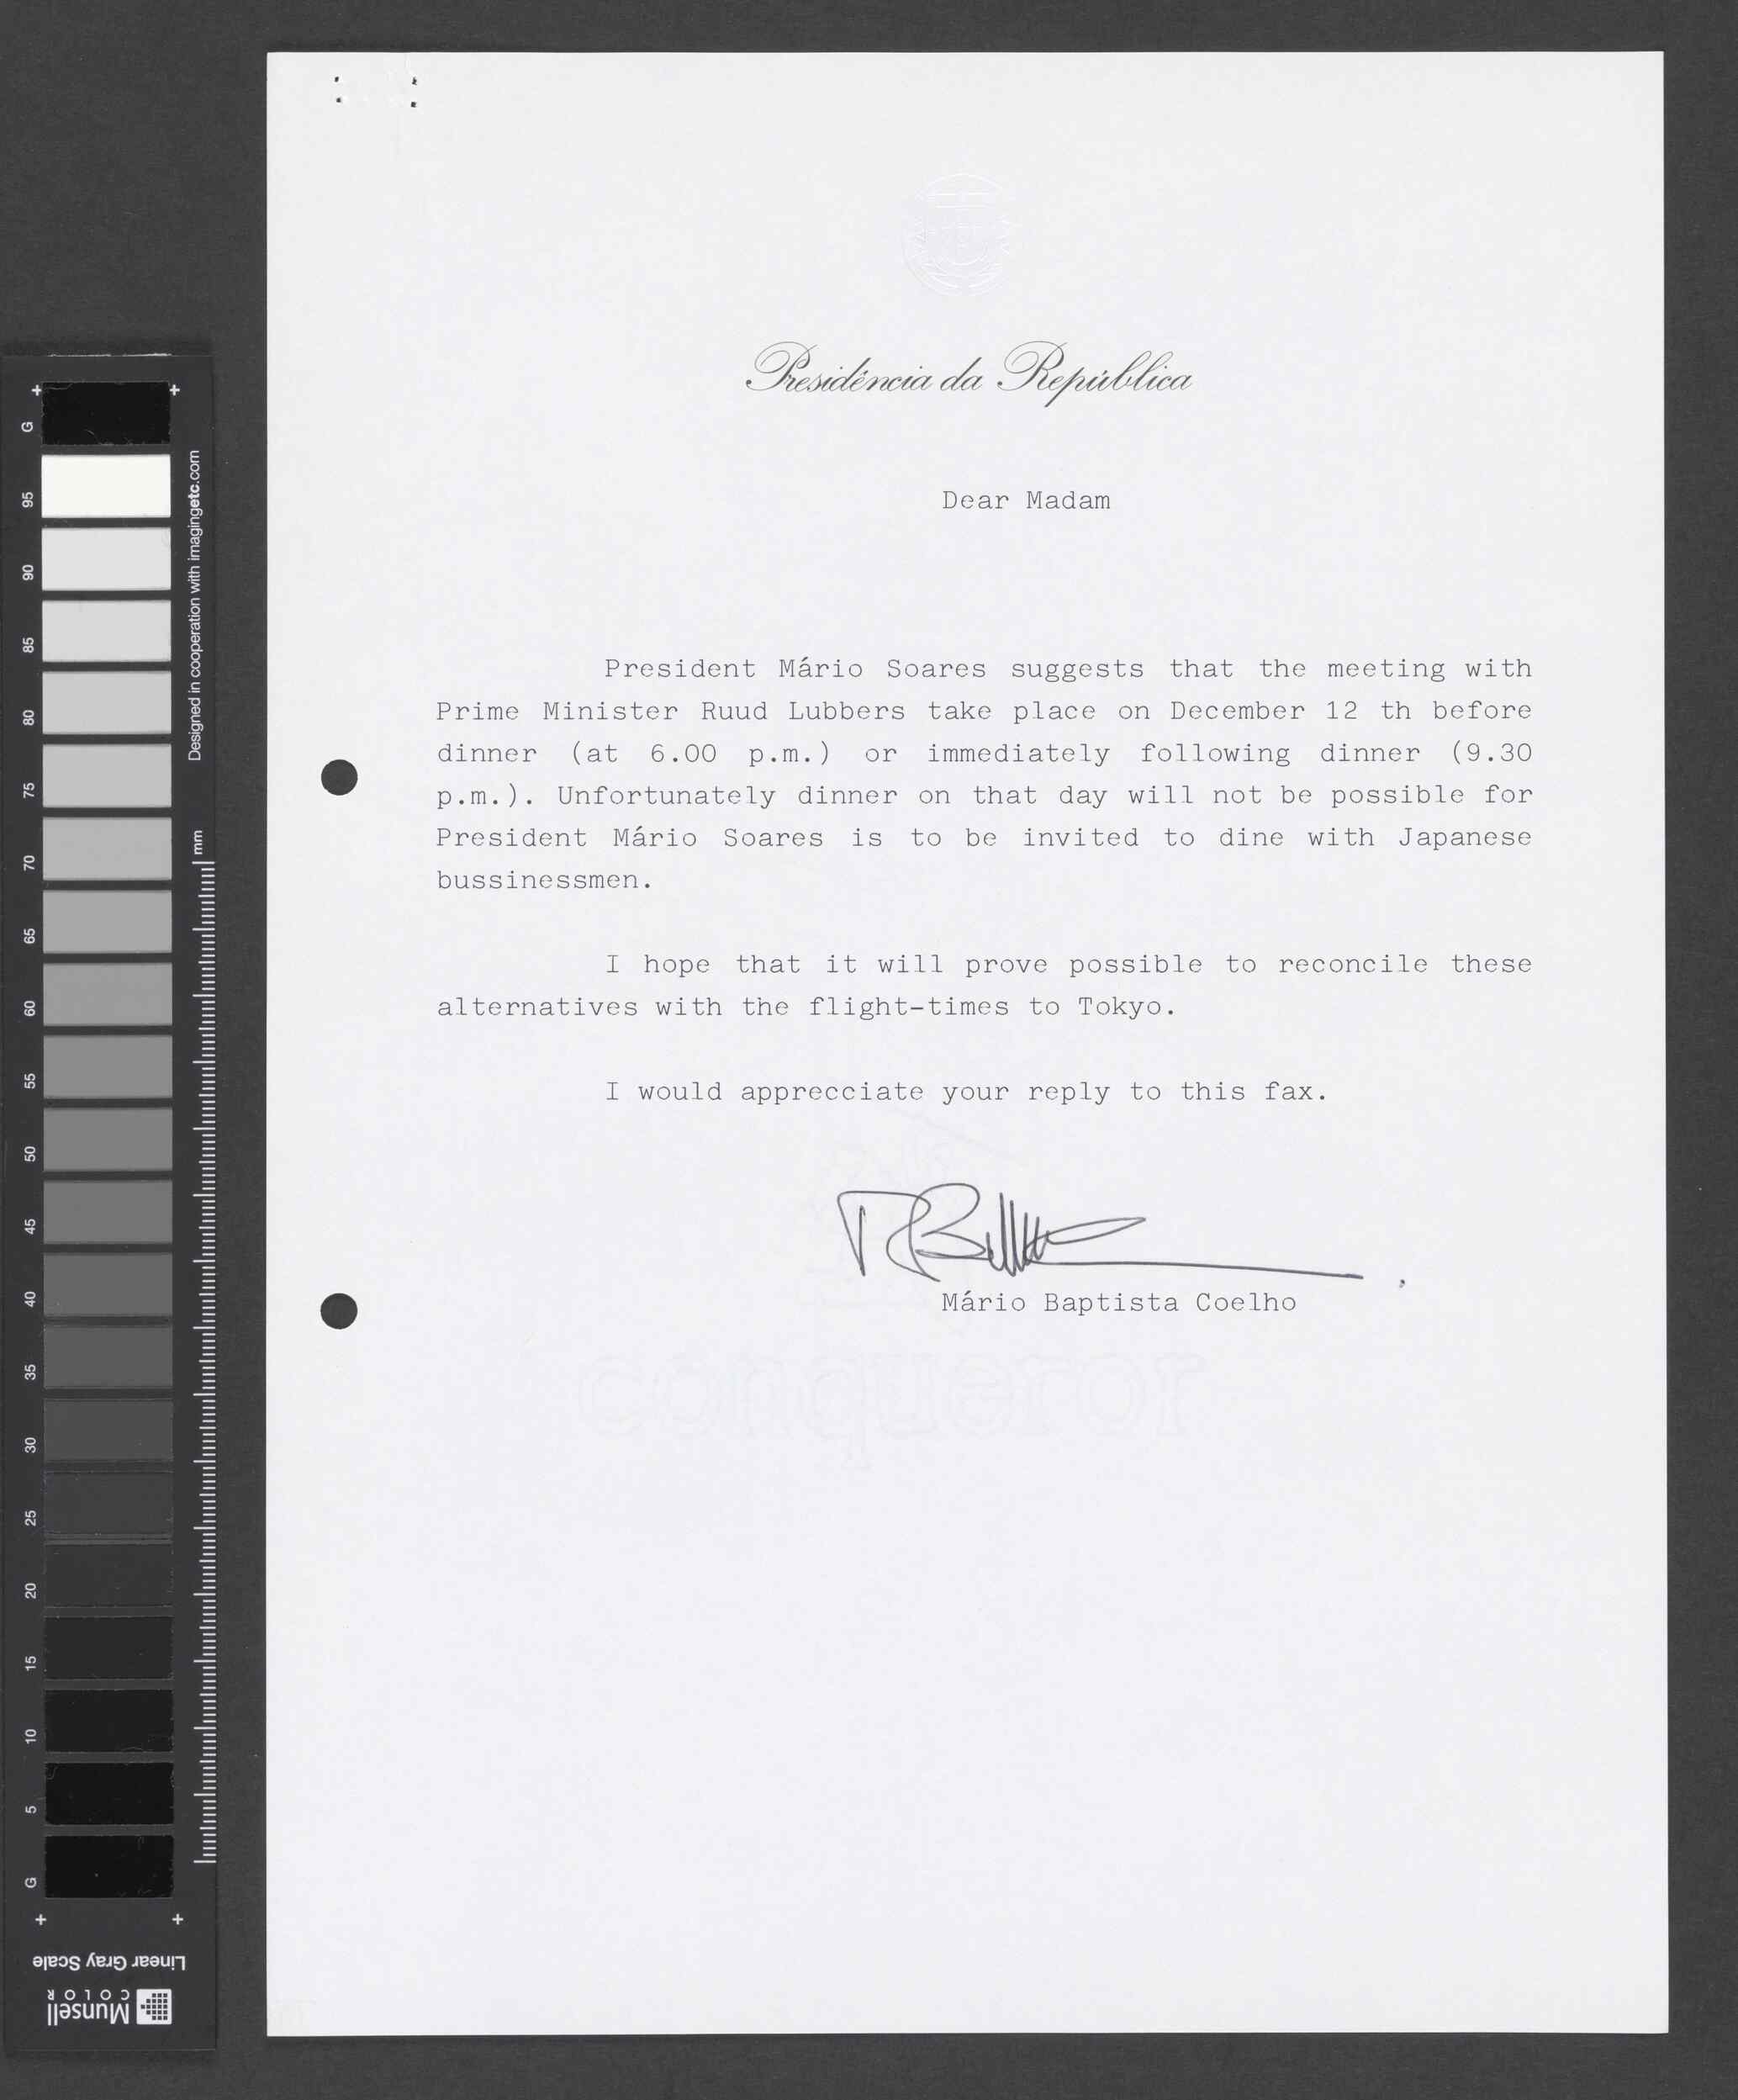 Presidência da República
Dear Madam
President Mário Soares suggests that the meeting with
Prime Minister Ruud Lubbers take place on December 12 th before
dinner (at 6.00 p.m.) or immediately following dinner (9.30
p.m.). Unfortunately dinner on that day will not be possible for
President Mário Soares is to be invited to dine with Japanese
bussinessmen.
I hope that it will prove possible to reconcile these
alternatives with the flight-times to Tokyo.
I would apprecciate your reply to this fax.
Mário Baptista Coelho
conqueror
G
95
90
85
80
75
70
65
60
55
50
45
40
35
30
25
20
15
10
5
G
Designed in cooperation with imagingetc.com
mm
Linear Gray Scale
Munsell
COLOR